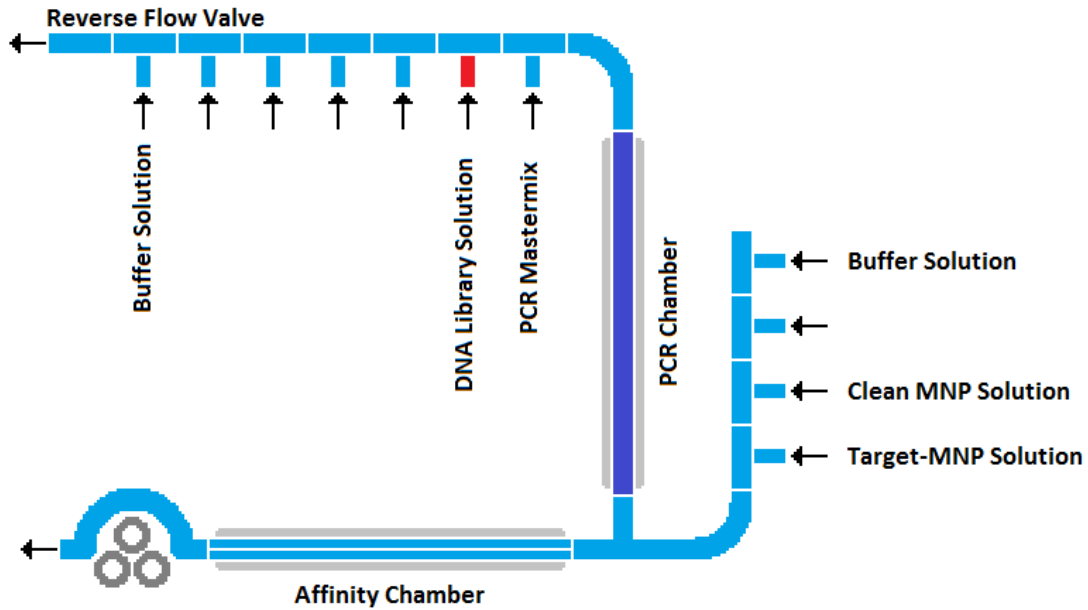 Reverse Flow Valve
Buffer Solution
DNA Library Solution
PCR Mastermix
PCR Chamber
Buffer Solution
Clean MNP Solution
Target-MNP Solution
Affinity Chamber